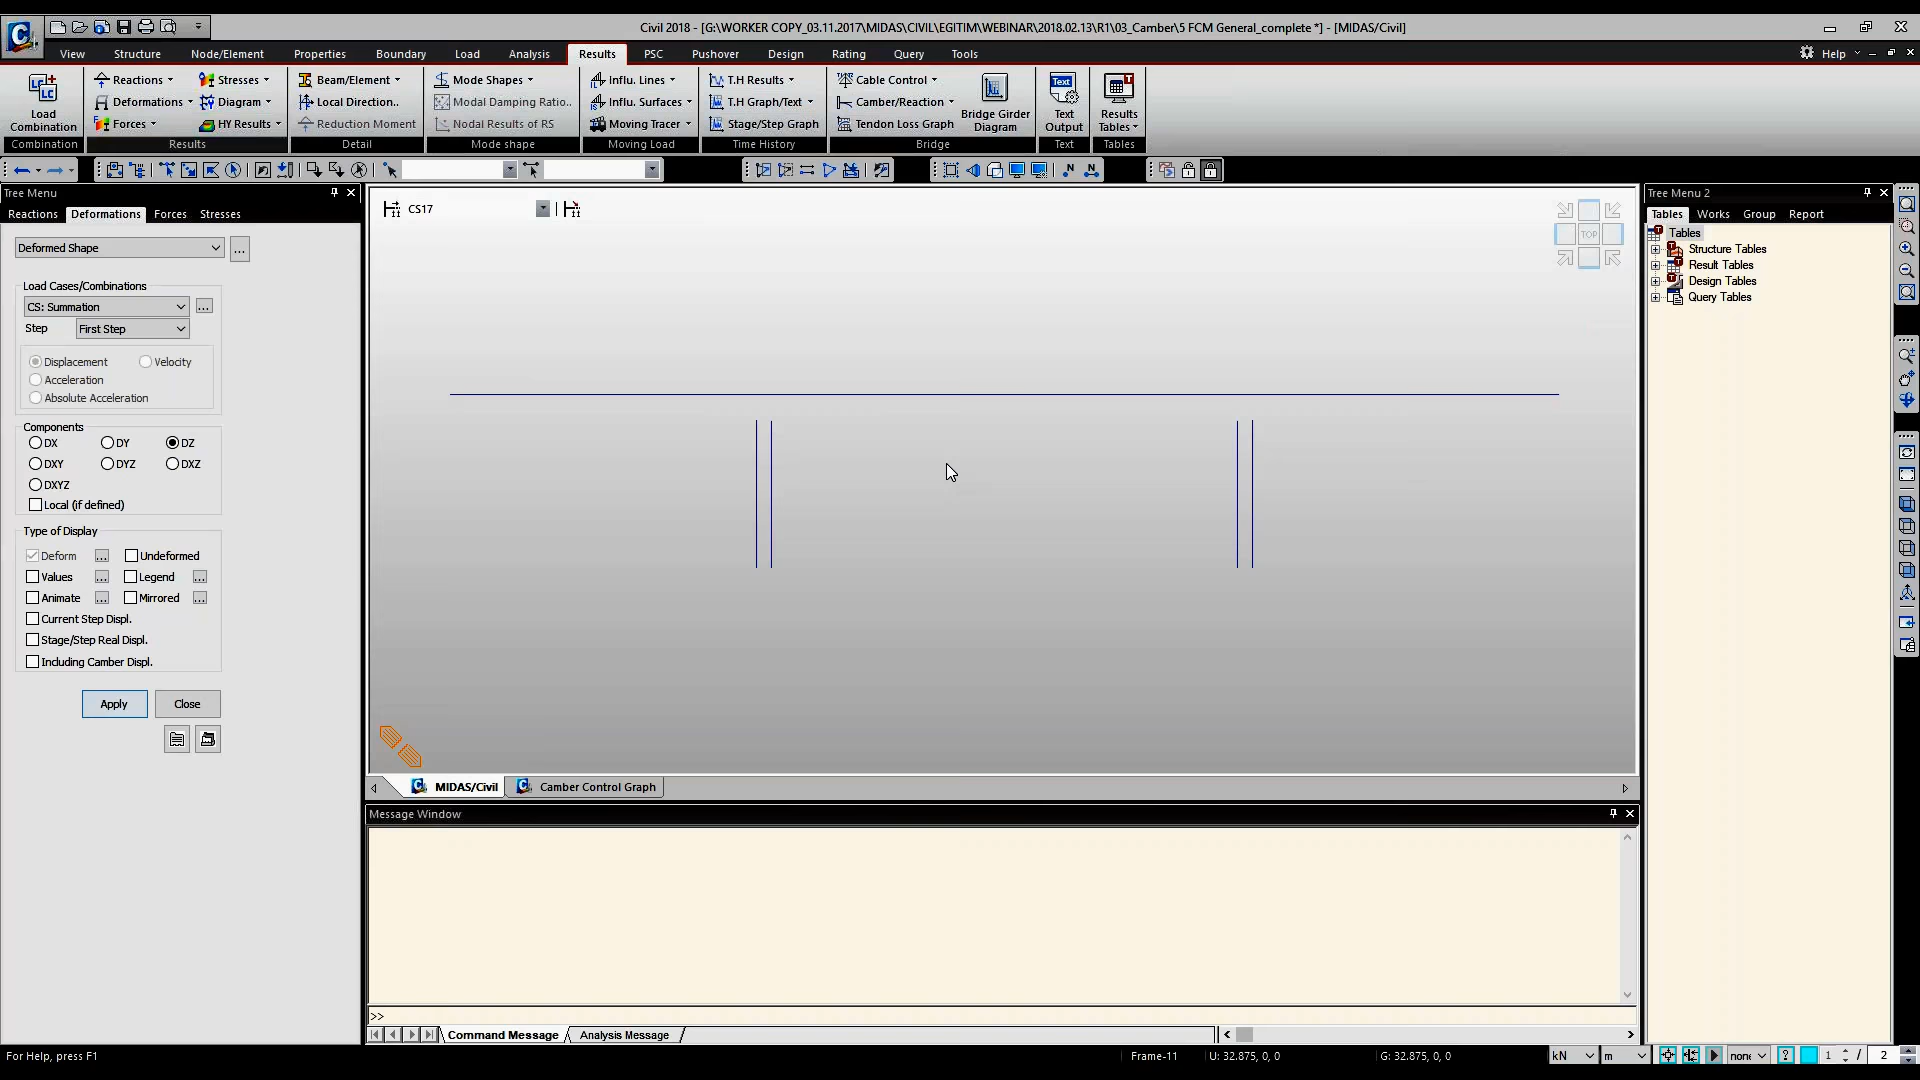 Civil 2018 - [G:\WORKER COPY_03.11.2017\MIDAS\CIVIL\EGITIM\WEBINAR\2018.02.13\R1\03_Camber\5 FCM General_complete *] - [MIDAS/Civil]
View Structure Node/Element Properties Boundary Load Analysis Results PSC Pushover Design Rating Query Tools Help
Load Combination
Reactions Stresses
Deformations Diagram
Forces HY Results
Beam/Element
Local Direction..
Reduction Moment
Mode Shapes
Modal Damping Ratio..
Nodal Results of RS
Influ. Lines
Influ. Surfaces
Moving Tracer
T.H Results
T.H Graph/Text
Stage/Step Graph
Cable Control
Camber/Reaction
Tendon Loss Graph
Bridge Girder Diagram
Text
Text Output
Results Tables
Combination Results Detail Mode shape Moving Load Time History Bridge Text Tables
Tree Menu
Reactions Deformations Forces Stresses
Deformed Shape
...
Load Cases/Combinations
CS: Summation ...
Step First Step
Displacement Velocity
Acceleration
Absolute Acceleration
Components
DX DY DZ
DXY DYZ DXZ
DXYZ
Local (if defined)
Type of Display
Deform ... Undeformed
Values ... Legend ...
Animate ... Mirrored ...
Current Step Displ.
Stage/Step Real Displ.
Including Camber Displ.
Apply Close
CS17
TOP
MIDAS/Civil Camber Control Graph
Message Window
>>
Command Message Analysis Message
Tree Menu 2
Tables Works Group Report
Tables
Structure Tables
Result Tables
Design Tables
Query Tables
For Help, press F1
Frame-11 U: 32.875, 0, 0 G: 32.875, 0, 0 kN m none ? 1 / 2